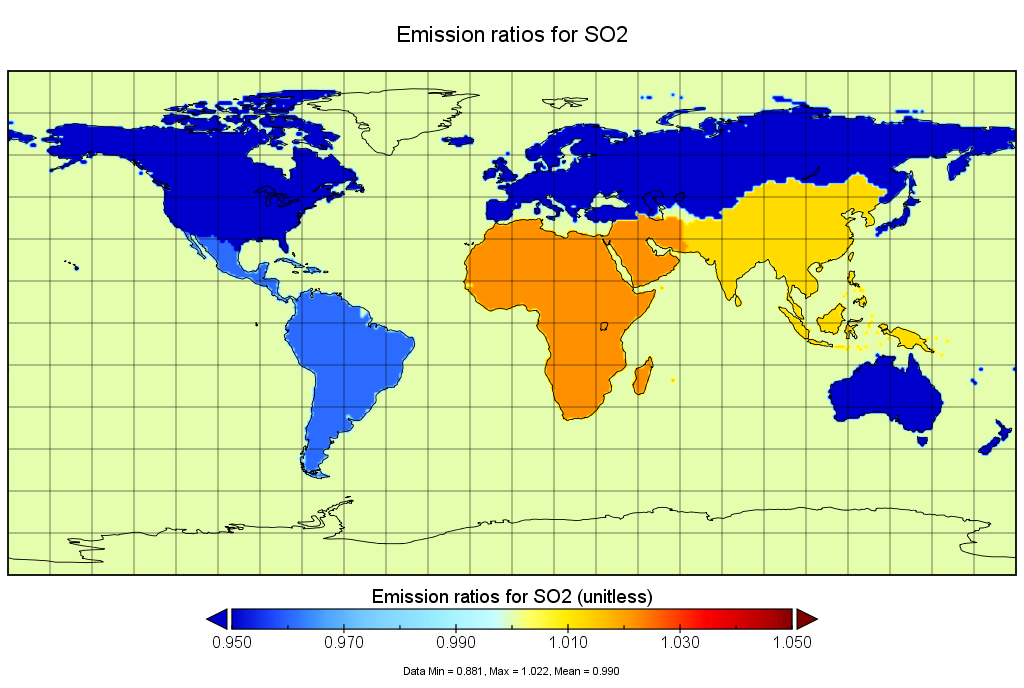 Emission ratios for SO2
Emission ratios for SO2 (unitless)
0.950 0.970 0.990 1.010 1.030 1.050
Data Min = 0.881, Max = 1.022, Mean = 0.990